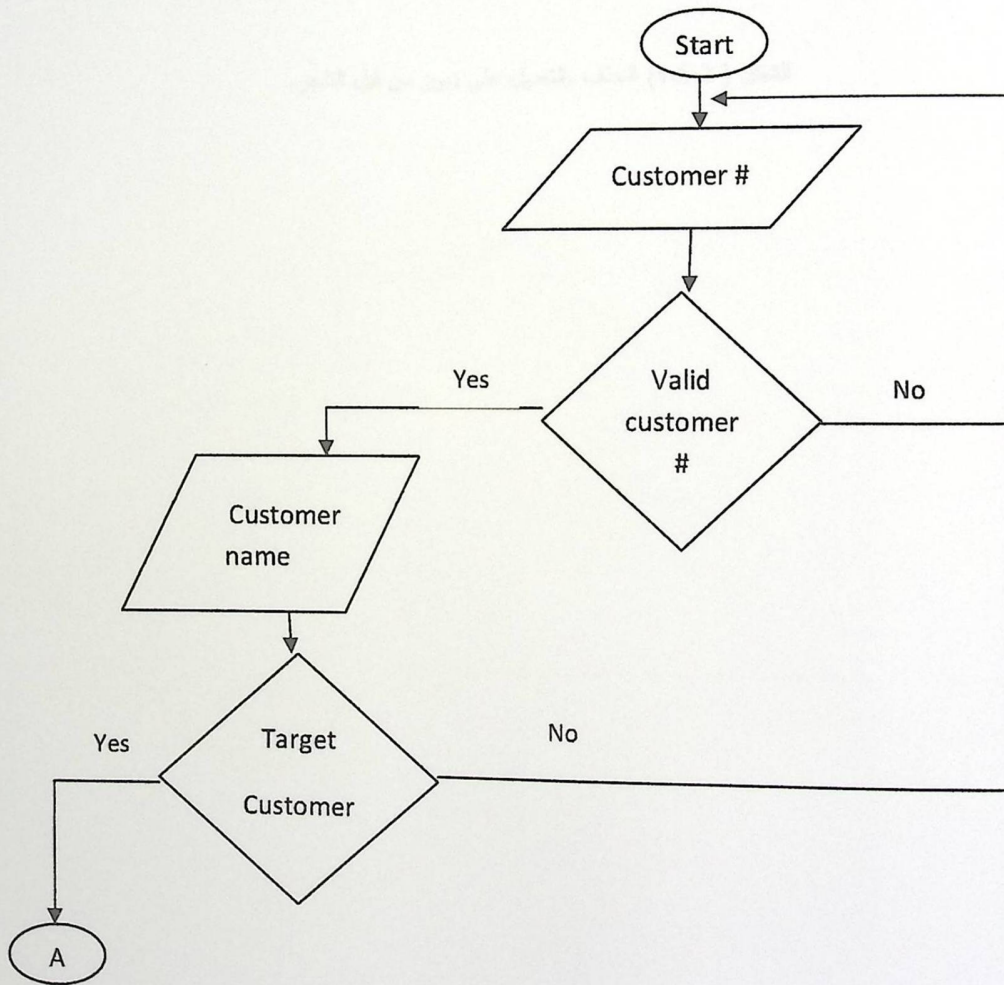 Start
Customer #
Valid
customer
#
Yes
No
Customer
name
Target
Customer
Yes
No
A